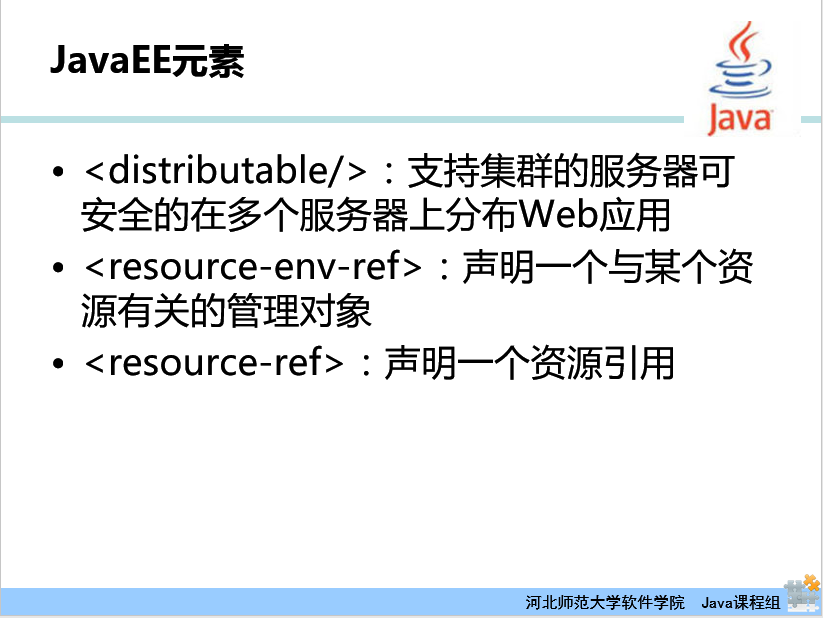 JavaEE元素
Java
• <distributable/>：支持集群的服务器可
安全的在多个服务器上分布Web应用
• <resource-env-ref>：声明一个与某个资
源有关的管理对象
• <resource-ref>：声明一个资源引用
河北师范大学软件学院 Java课程组